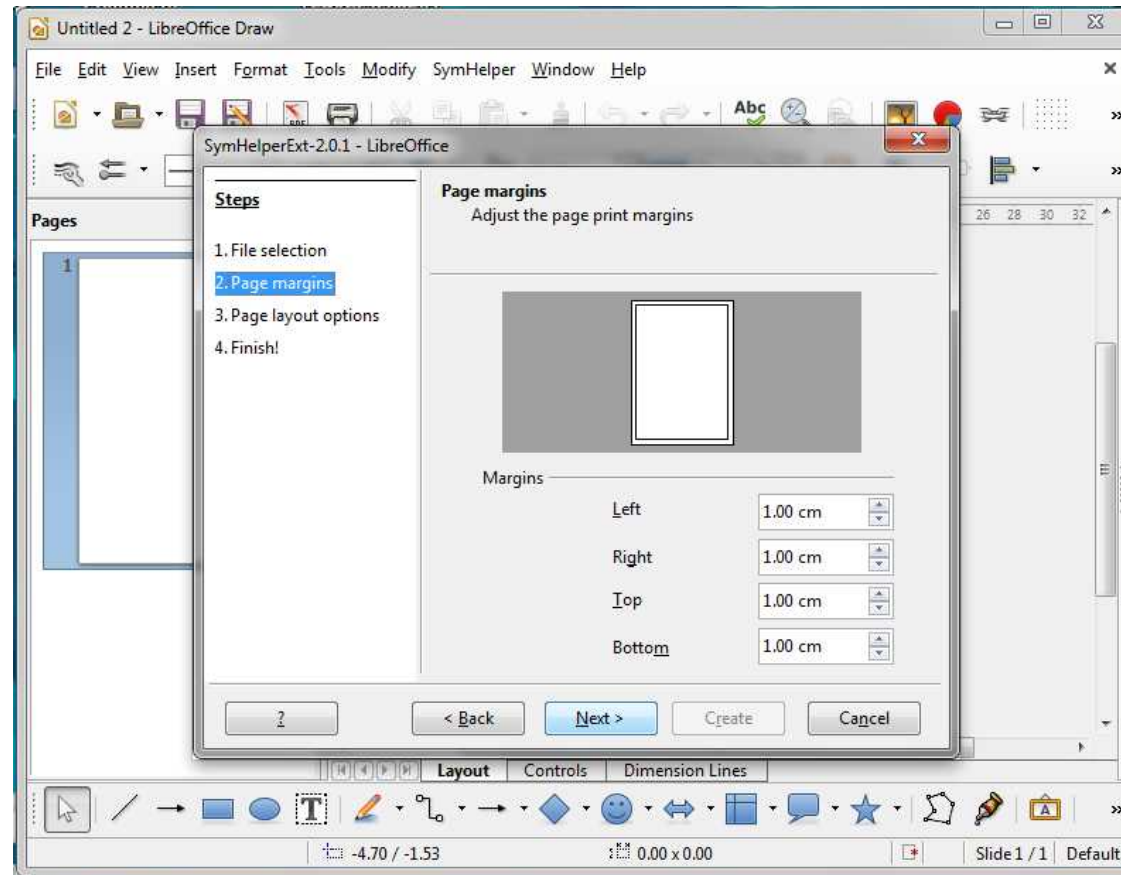 Untitled 2 - LibreOffice Draw
File Edit View Insert Format Tools Modify SymHelper Window Help
Abc
SymHelperExt-2.0.1 - LibreOffice
Steps
1. File selection
2. Page margins
3. Page layout options
4. Finish!
Page margins
Adjust the page print margins
Margins
Left 1.00 cm
Right 1.00 cm
Top 1.00 cm
Bottom 1.00 cm
? < Back Next > Create Cancel
Pages
1
26 28 30 32
Layout Controls Dimension Lines
T
A
-4.70 / -1.53 0.00 x 0.00 Slide 1 / 1 Default